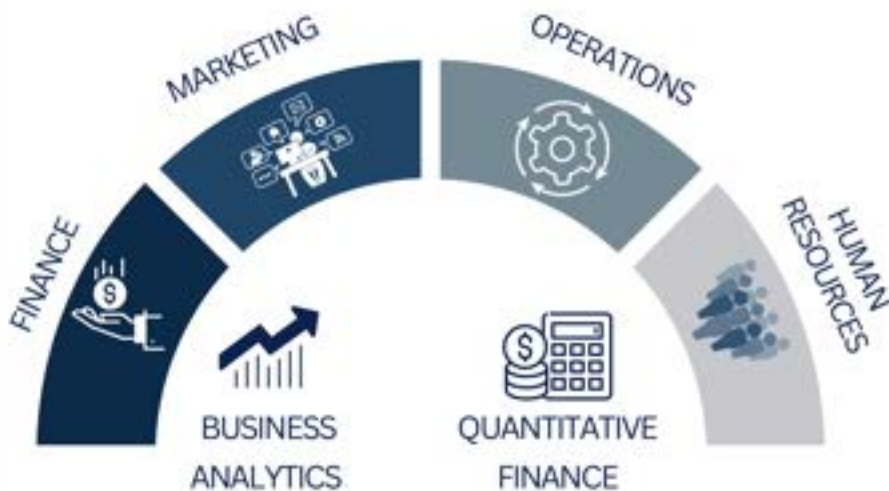 MARKETING
OPERATIONS
FINANCE
HUMAN
RESOURCES
$
$
BUSINESS
ANALYTICS
QUANTITATIVE
FINANCE